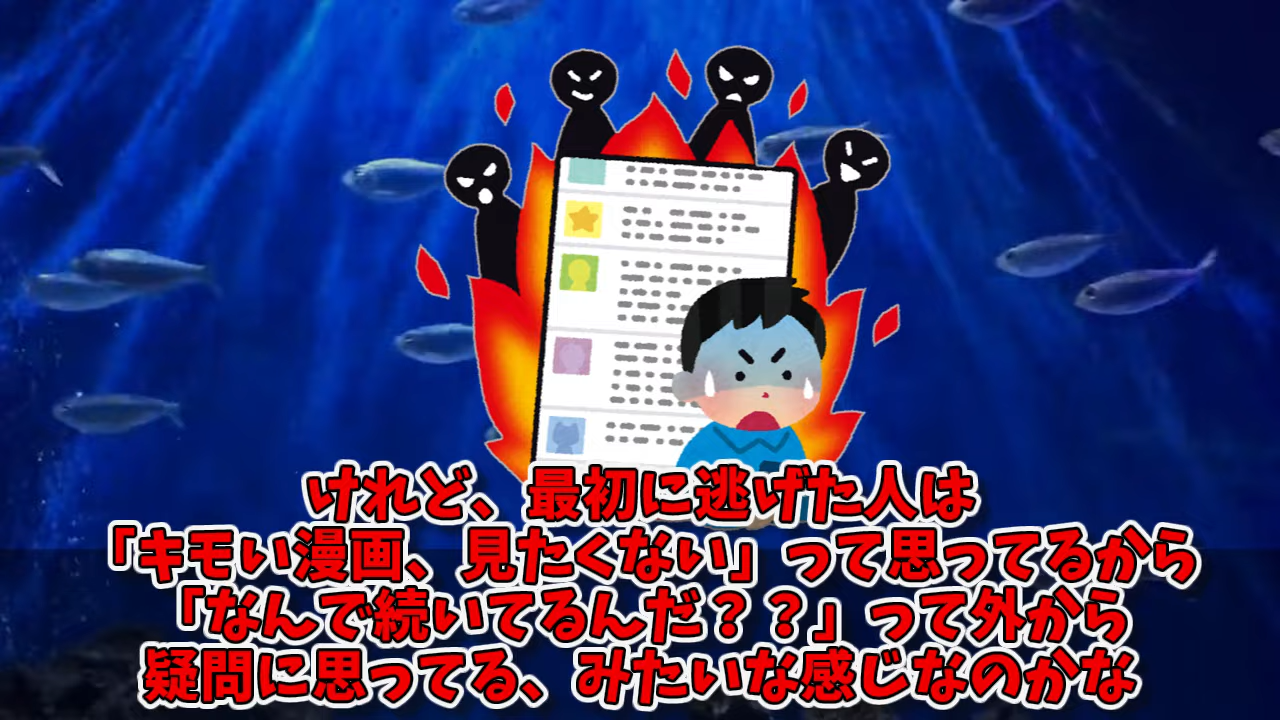 けれど、最初に逃げた人は
「キモい漫画、見たくない」って思ってるから
「なんで続いてるんだ？？」って外から
疑問に思ってる、みたいな感じなのかな